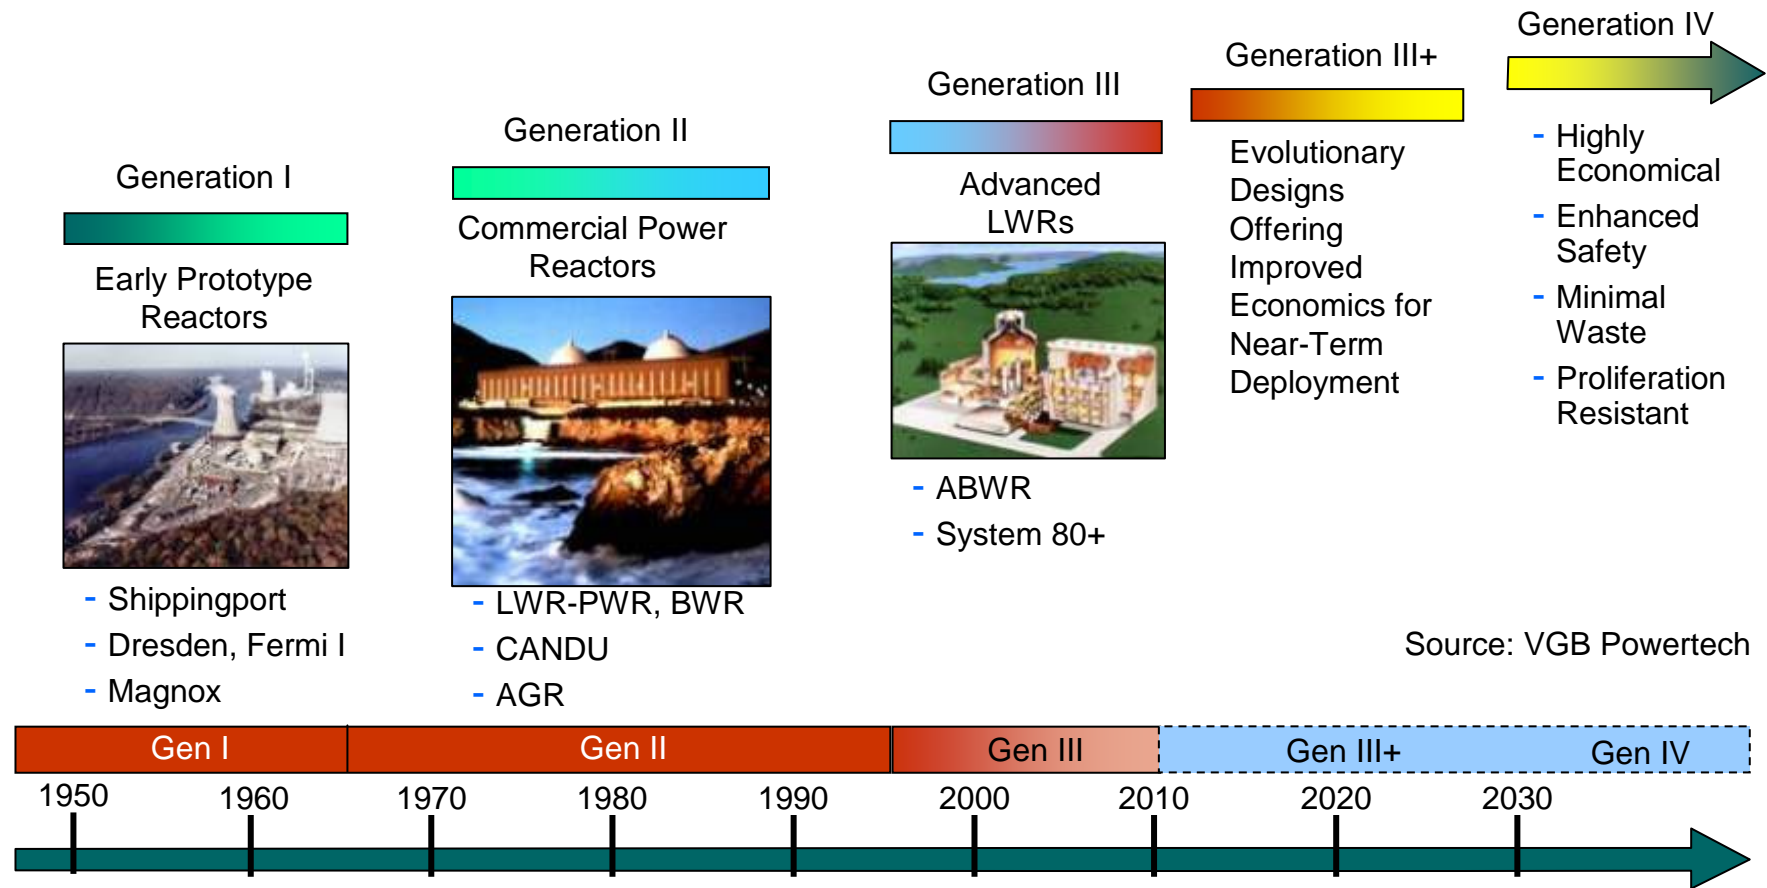 Generation I
Early Prototype
Reactors
- Shippingport
- Dresden, Fermi I
- Magnox
Generation II
Commercial Power
Reactors
- LWR-PWR, BWR
- CANDU
- AGR
Generation III
Advanced
LWRs
- ABWR
- System 80+
Generation III+
Evolutionary
Designs
Offering
Improved
Economics for
Near-Term
Deployment
Generation IV
- Highly
Economical
- Enhanced
Safety
- Minimal
Waste
- Proliferation
Resistant
Source: VGB Powertech
Gen I Gen II Gen III Gen III+ Gen IV
1950 1960 1970 1980 1990 2000 2010 2020 2030